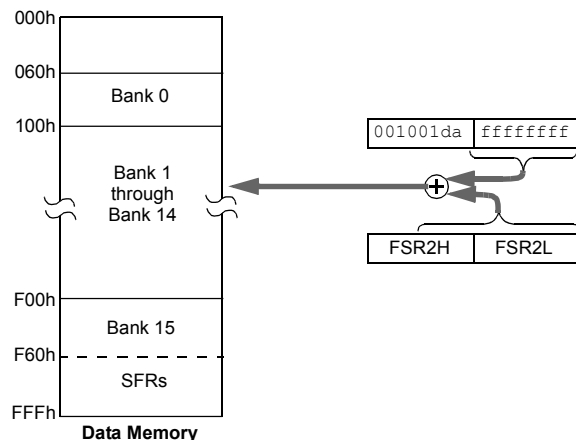 000h
060h
Bank 0
100h
001001da ffffffff
Bank 1
through
Bank 14
+
FSR2H FSR2L
F00h
Bank 15
F60h
SFRs
FFFh
Data Memory